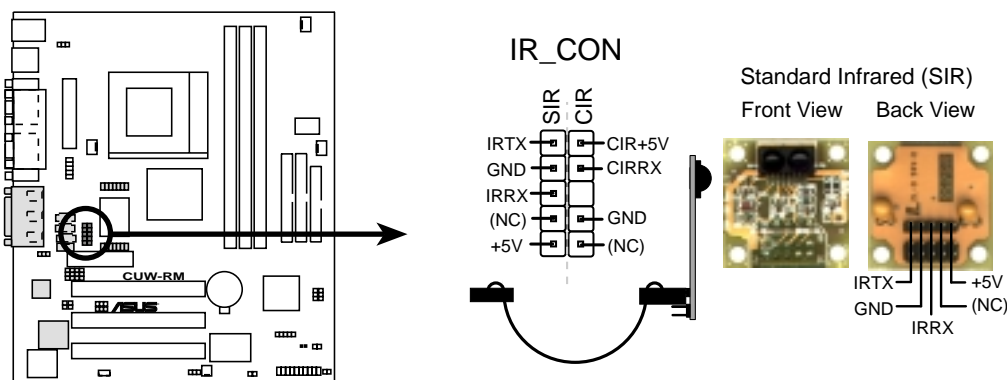 IR_CON
SIR CIR
IRTX CIR+5V
GND CIRRX
IRRX
(NC) GND
+5V (NC)
Standard Infrared (SIR)
Front View Back View
IRTX +5V
GND (NC)
IRRX
CUW-RM
ASUS